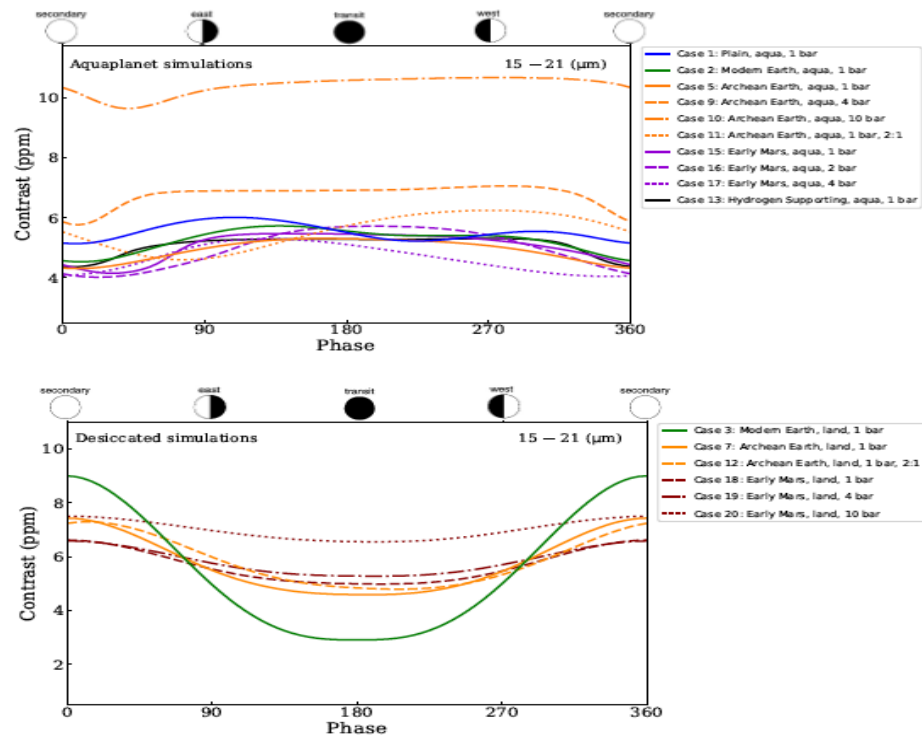 secondary east transit west secondary
Aquaplanet simulations 15 − 21 (μm)
Contrast (ppm)
10
8
6
4
0 90 180 270 360
Phase
Case 1: Plain, aqua, 1 bar
Case 2: Modern Earth, aqua, 1 bar
Case 5: Archean Earth, aqua, 1 bar
Case 9: Archean Earth, aqua, 4 bar
Case 10: Archean Earth, aqua, 10 bar
Case 11: Archean Earth, aqua, 1 bar, 2:1
Case 15: Early Mars, aqua, 1 bar
Case 16: Early Mars, aqua, 2 bar
Case 17: Early Mars, aqua, 4 bar
Case 13: Hydrogen Supporting, aqua, 1 bar
secondary east transit west secondary
Desiccated simulations 15 − 21 (μm)
Contrast (ppm)
10
8
6
4
2
0 90 180 270 360
Phase
Case 3: Modern Earth, land, 1 bar
Case 7: Archean Earth, land, 1 bar
Case 12: Archean Earth, land, 1 bar, 2:1
Case 18: Early Mars, land, 1 bar
Case 19: Early Mars, land, 4 bar
Case 20: Early Mars, land, 10 bar